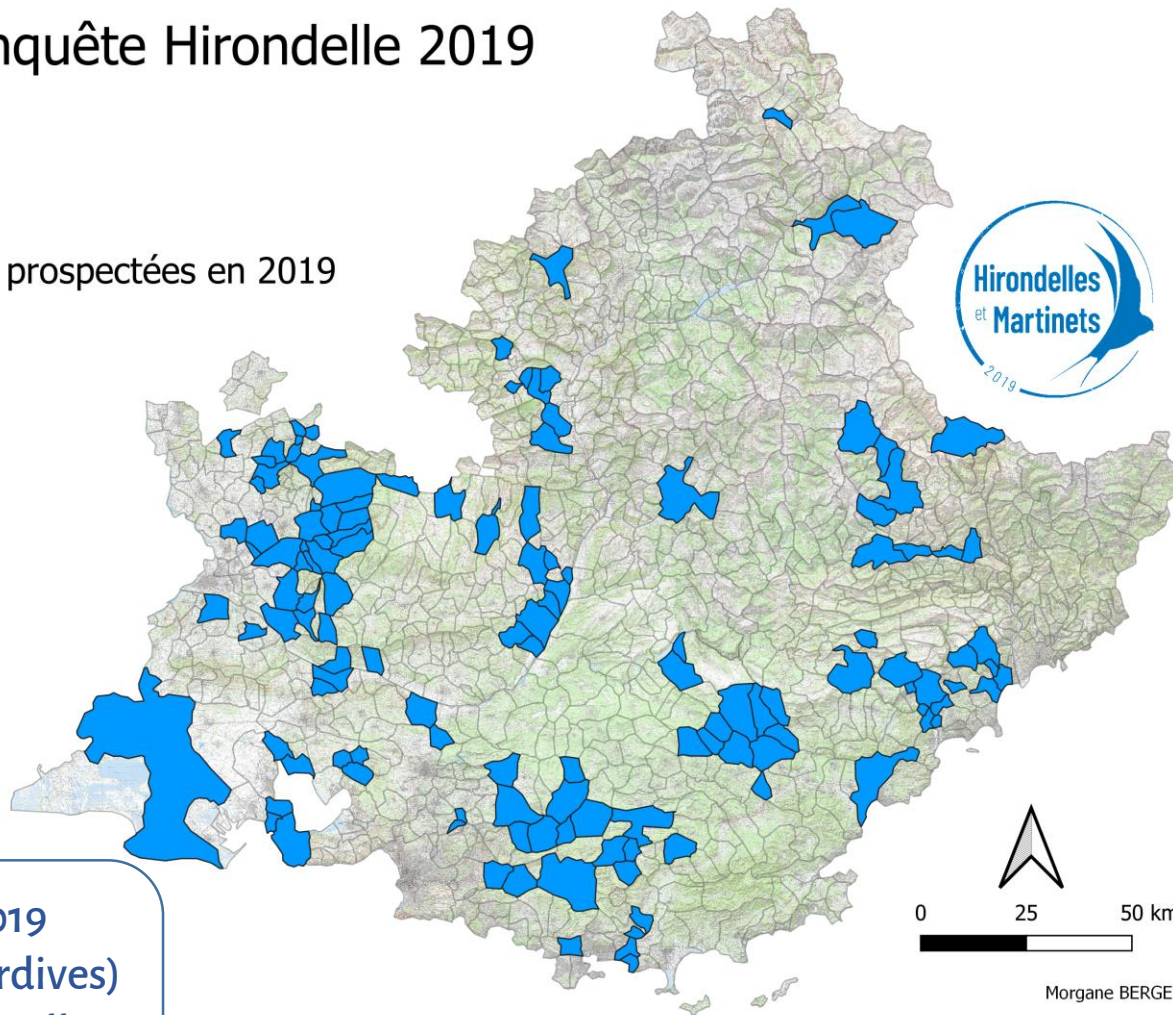 nquête Hirondelle 2019
prospectées en 2019
Hirondelles
et Martinets
2019
019
rdives)
0 25 50 km
Morgane BERGE